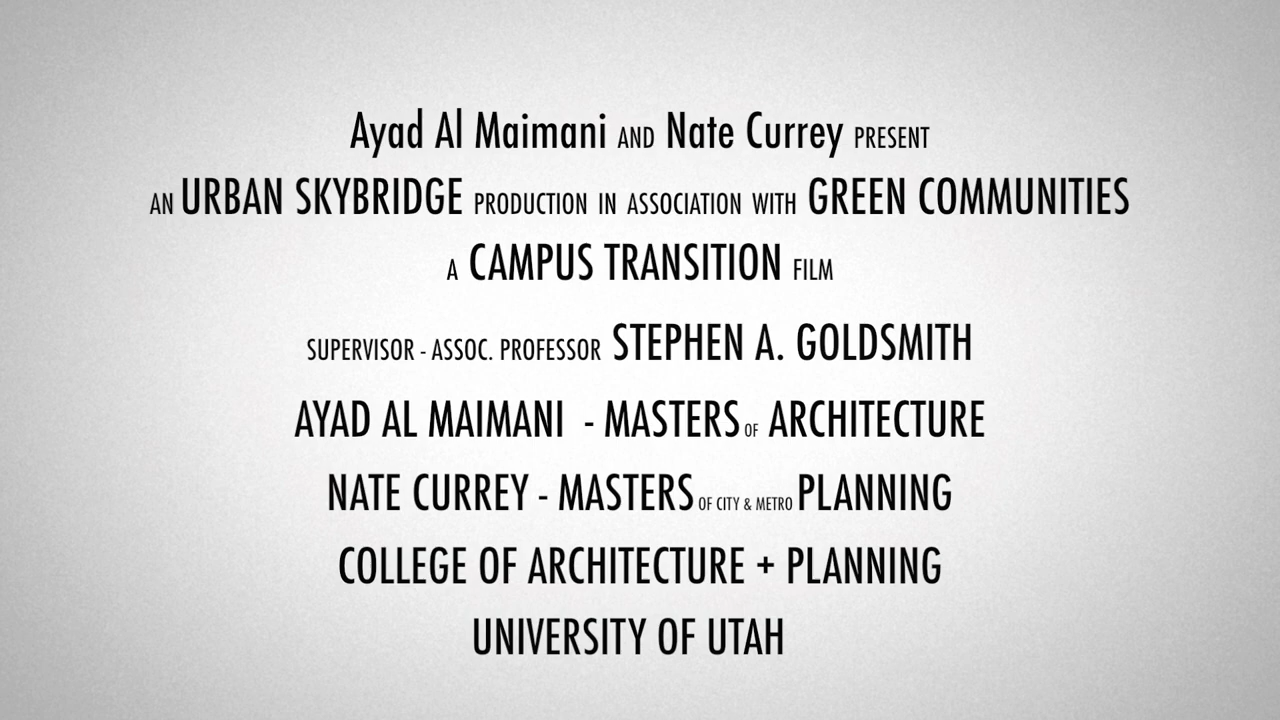 Ayad Al Maimani AND Nate Currey PRESENT
AN URBAN SKYBRIDGE PRODUCTION IN ASSOCIATION WITH GREEN COMMUNITIES
A CAMPUS TRANSITION FILM
SUPERVISOR - ASSOC. PROFESSOR STEPHEN A. GOLDSMITH
AYAD AL MAIMANI - MASTERS OF ARCHITECTURE
NATE CURREY - MASTERS OF CITY & METRO PLANNING
COLLEGE OF ARCHITECTURE + PLANNING
UNIVERSITY OF UTAH